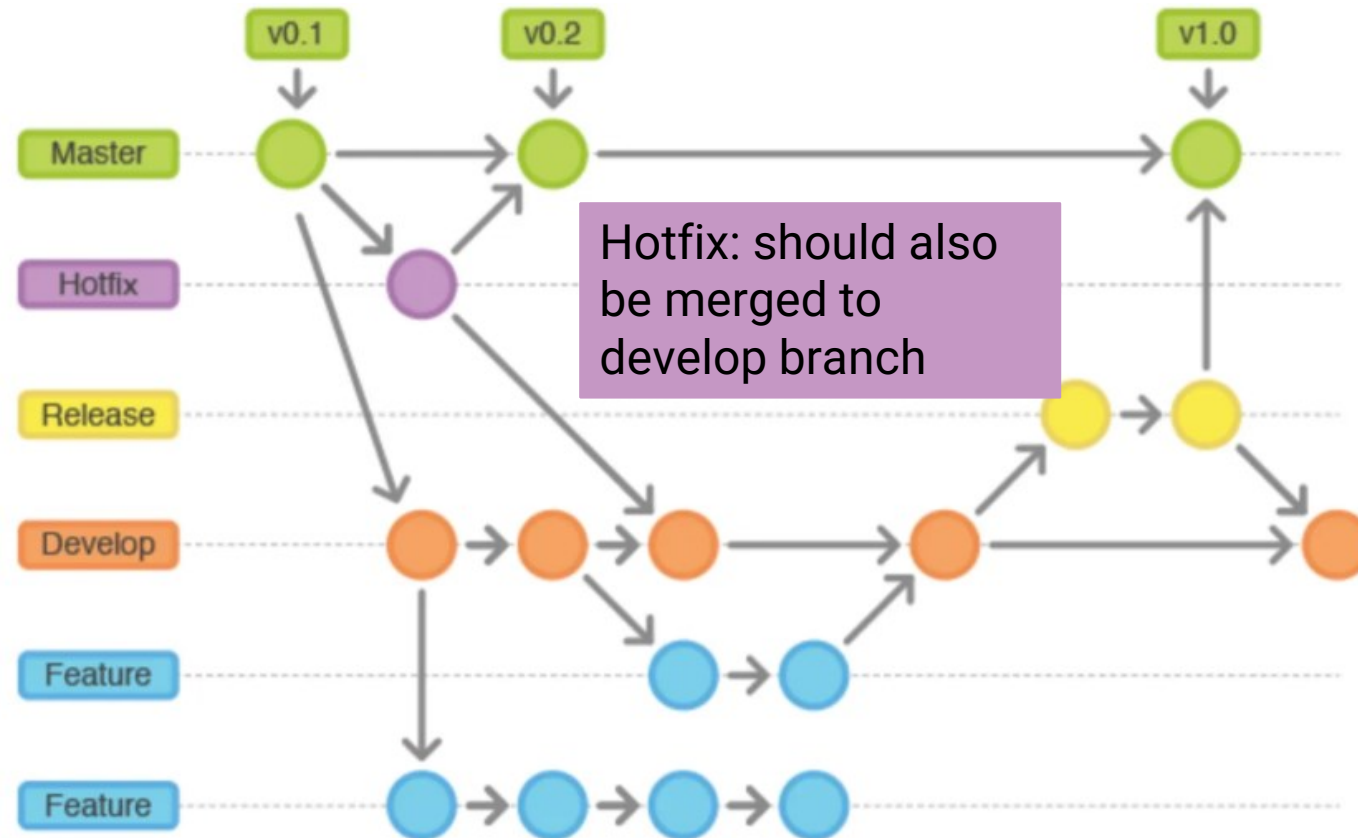 v0.1
v0.2
v1.0
Master
Hotfix
Hotfix: should also
be merged to
develop branch
Release
Develop
Feature
Feature